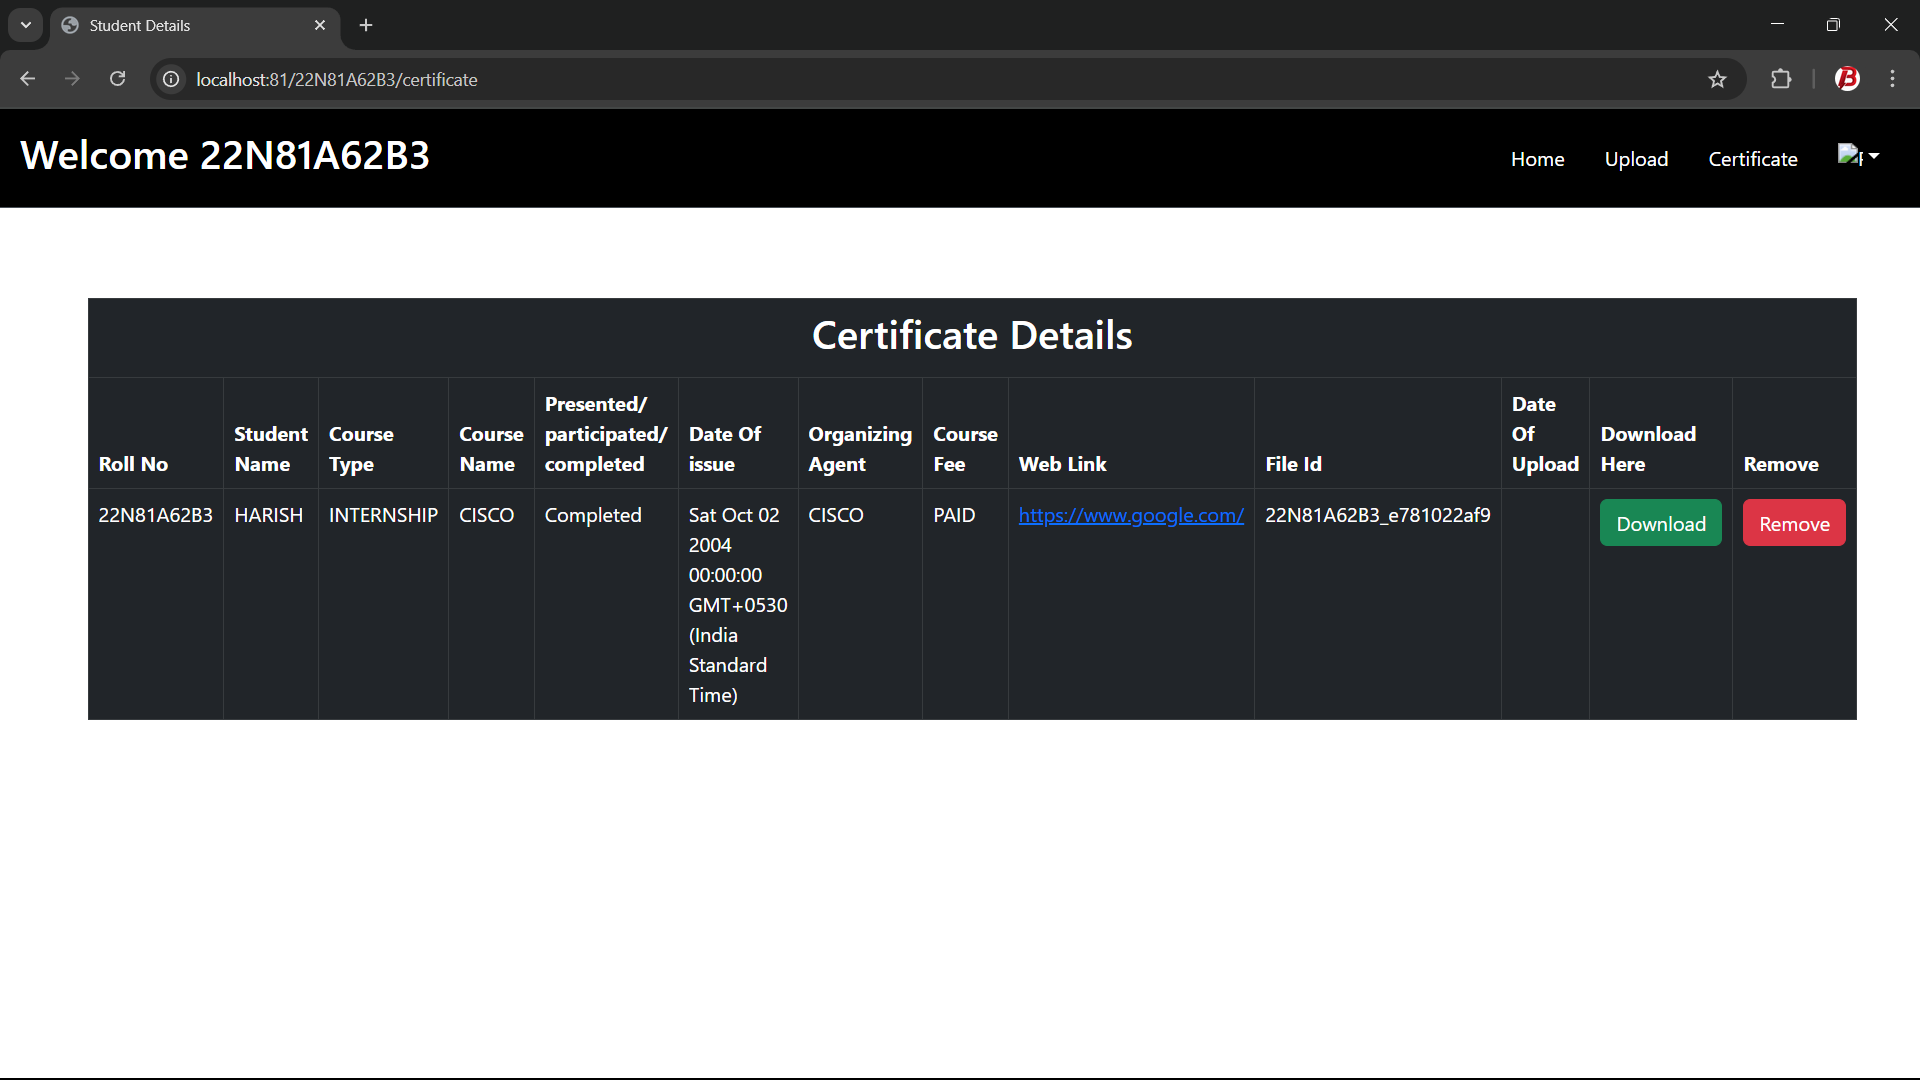 Student Details
localhost:81/22N81A62B3/certificate
Welcome 22N81A62B3
Home
Upload
Certificate
Certificate Details
Roll No
Student
Name
Course
Type
Course
Name
Presented/
participated/
completed
Date Of
issue
Organizing
Agent
Course
Fee
Web Link
File Id
Date
Of
Upload
Download
Here
Remove
22N81A62B3
HARISH
INTERNSHIP
CISCO
Completed
Sat Oct 02
2004
00:00:00
GMT+0530
(India
Standard
Time)
CISCO
PAID
https://www.google.com/
22N81A62B3_e781022af9
Download
Remove